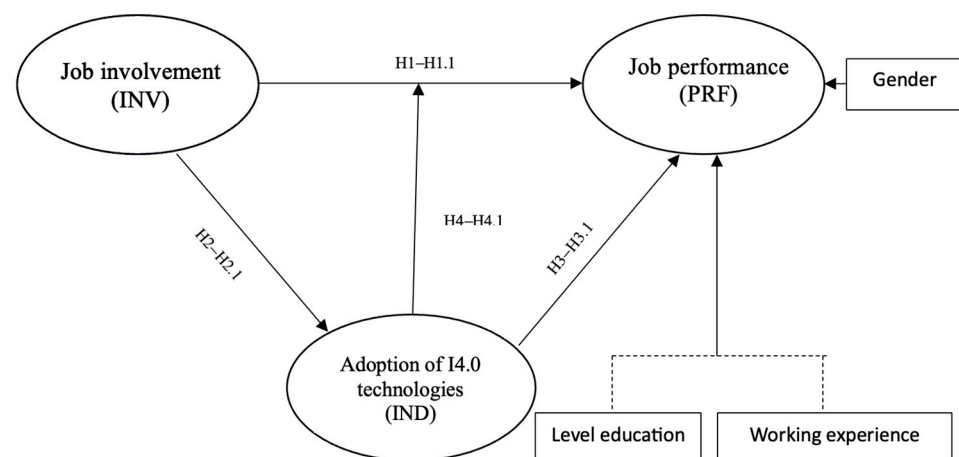 Job involvement
(INV)
H1–H1.1
Job performance
(PRF)
Gender
H2–H2.1
H4–H4.1
H3–H3.1
Adoption of I4.0
technologies
(IND)
Level education
Working experience